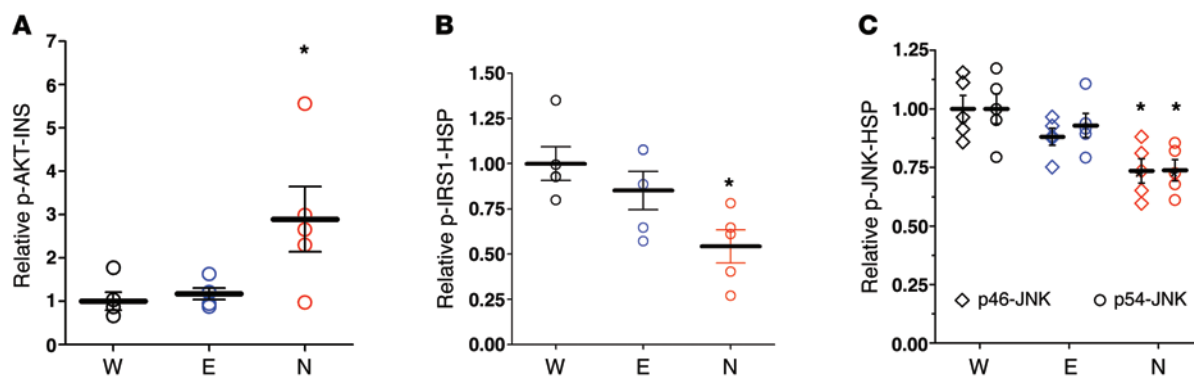 A
Relative p-AKT-INS
7
6
5
4
3
2
1
0
*
W E N
B
Relative p-IRS1-HSP
1.50
1.25
1.00
0.75
0.50
0.25
0.00
*
W E N
C
Relative p-JNK-HSP
1.25
1.00
0.75
0.50
0.25
0.00
* *
p46-JNK p54-JNK
W E N